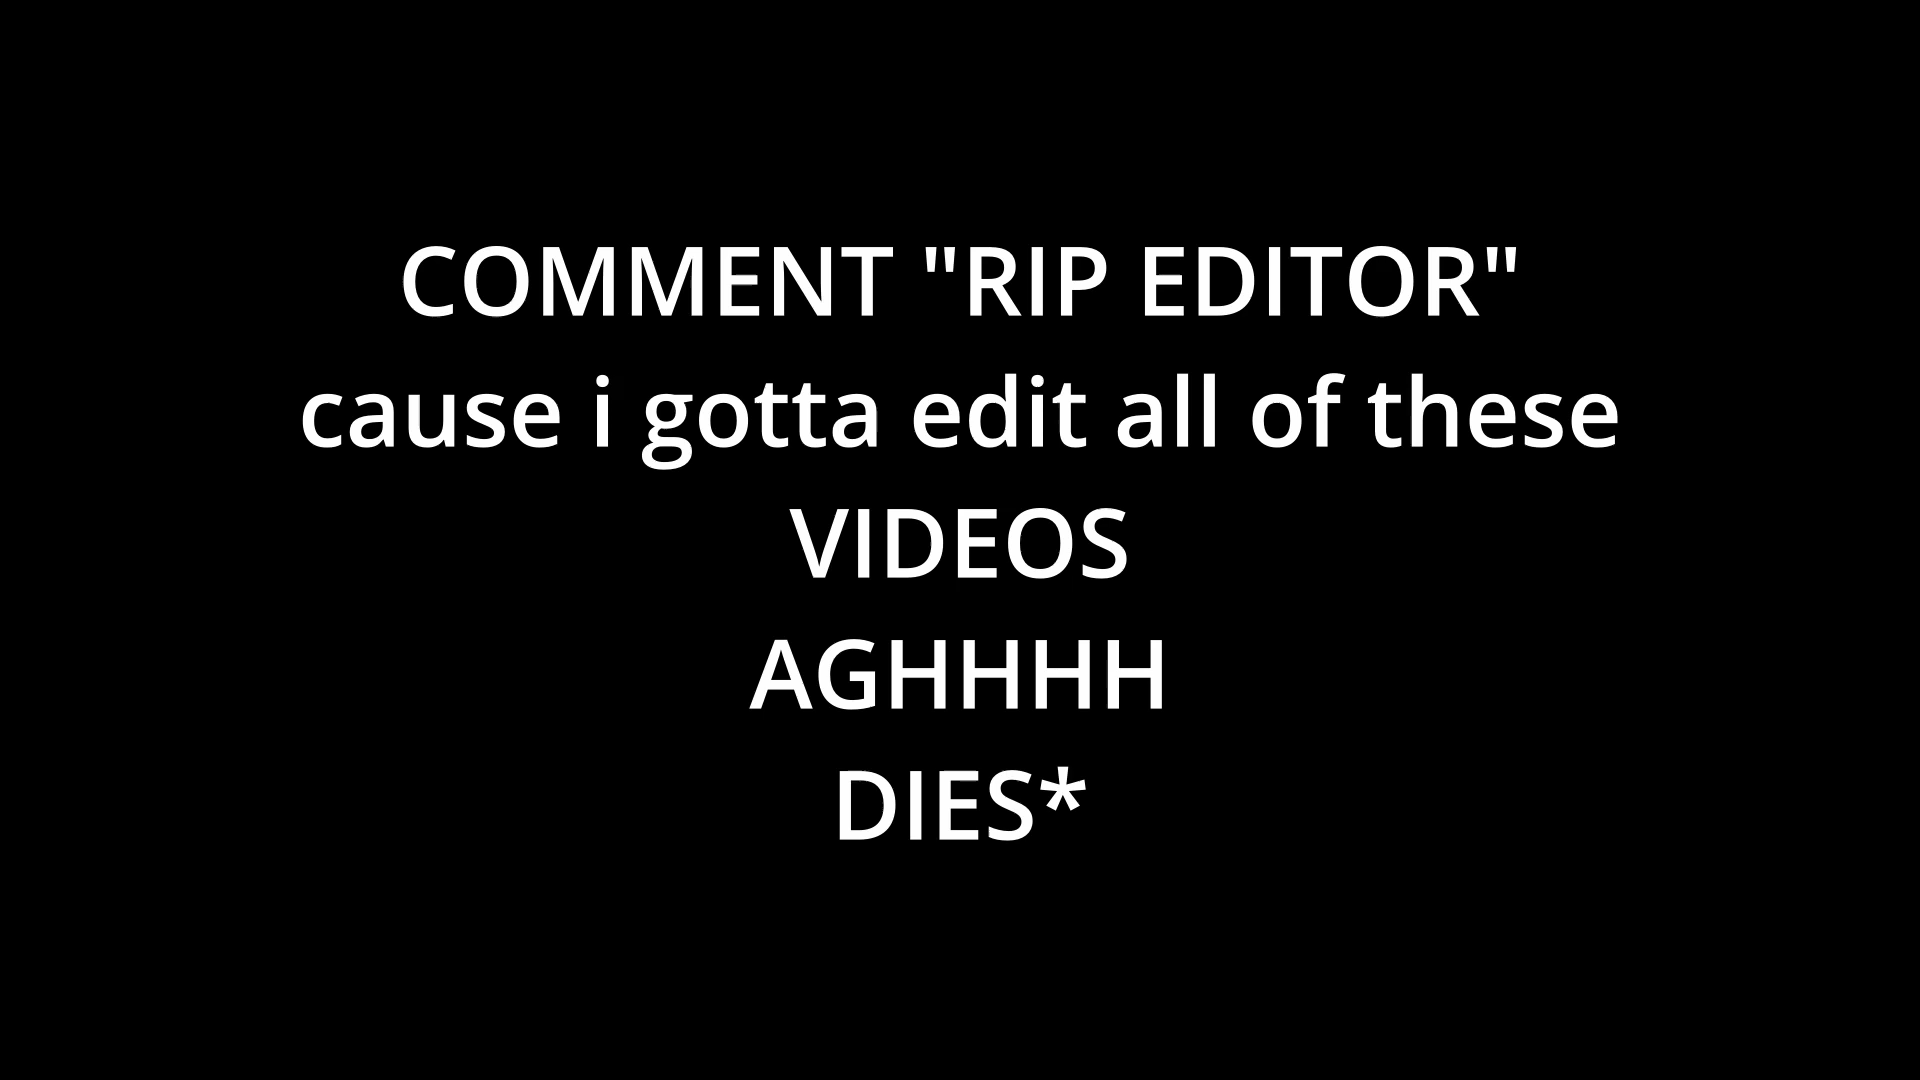 COMMENT "RIP EDITOR"
cause i gotta edit all of these
VIDEOS
AGHHHH
DIES*